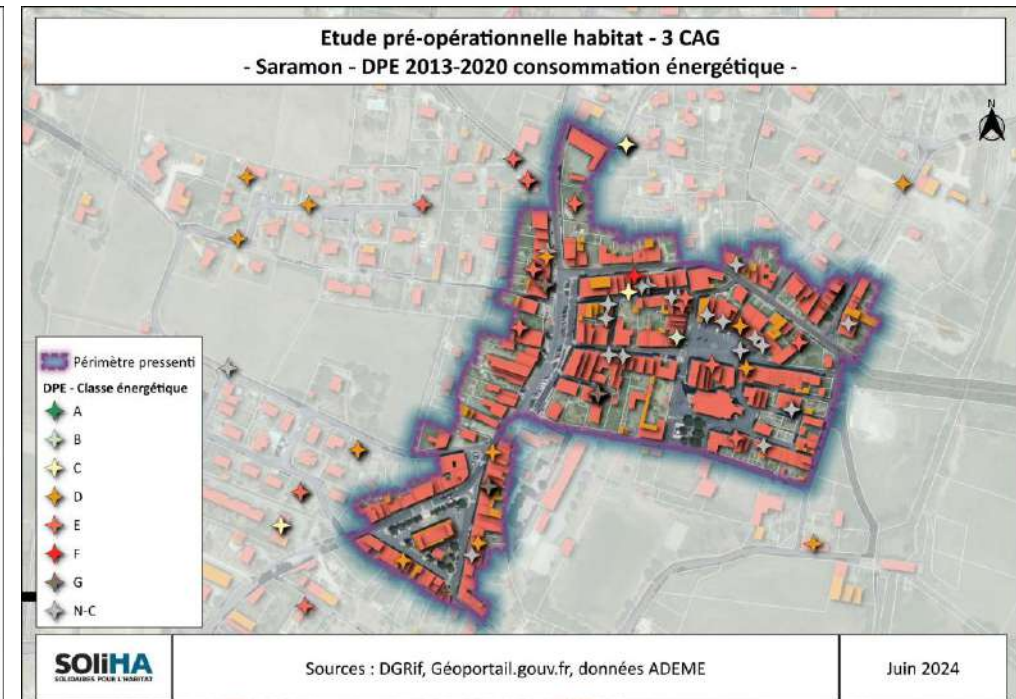 Etude pré-opérationnelle habitat - 3 CAG
- Saramon - DPE 2013-2020 consommation énergétique -
N
Périmètre pressenti
DPE - Classe énergétique
A
B
C
D
E
F
G
N-C
SOLiHA
SOLIDAIRES POUR L'HABITAT
Sources : DGRif, Géoportail.gouv.fr, données ADEME
Juin 2024